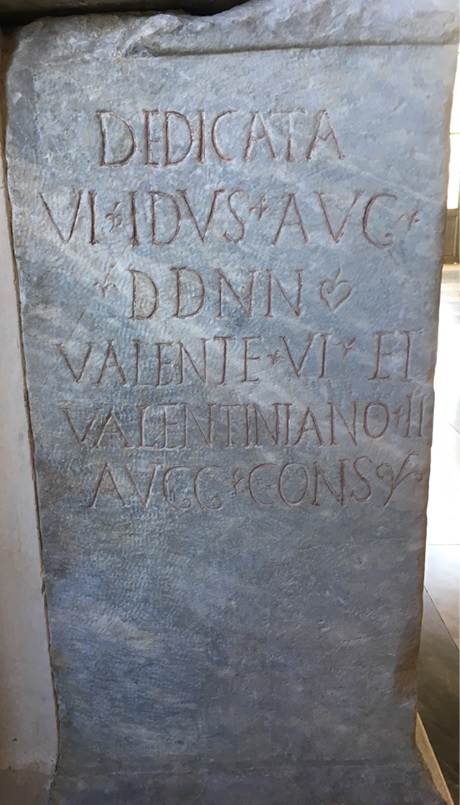 DEDICATA
VI IDVS AVG
DDNN
VALENTE VI ET
VALENTINIANO II
AVGG CONS